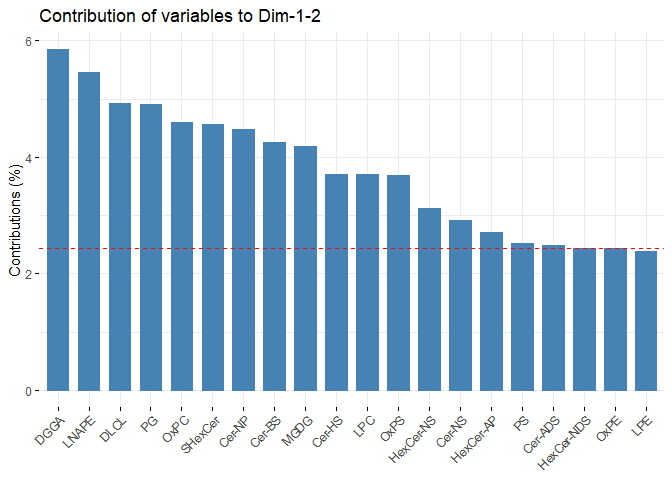 Contribution of variables to Dim-1-2
Contributions (%)
6
4
2
0
DGGA
LNAPE
DLCL
PG
OxPC
SHexCer
Cer-NP
Cer-BS
MGDG
Cer-HS
LPC
OxPS
HexCer-NS
Cer-NS
HexCer-AP
PS
Cer-ADS
HexCer-NDS
OxPE
LPE